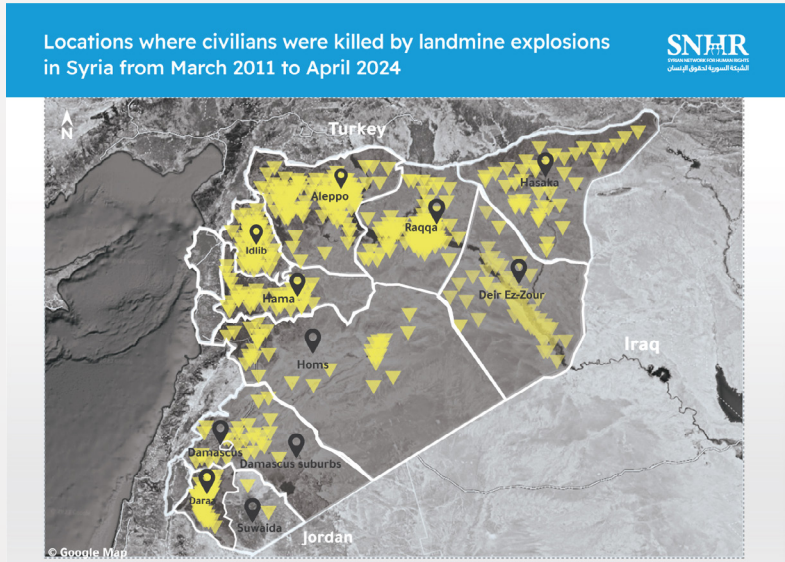 Locations where civilians were killed by landmine explosions
in Syria from March 2011 to April 2024
SNHR
SYRIAN NETWORK FOR HUMAN RIGHTS
الشبكة السورية لحقوق الإنسان
N
Turkey
Hasaka
Aleppo
Raqqa
Idlib
Hama
Deir Ez-Zour
Iraq
Homs
Damascus
Damascus suburbs
Daraa
Suwaida
Jordan
© Google Map